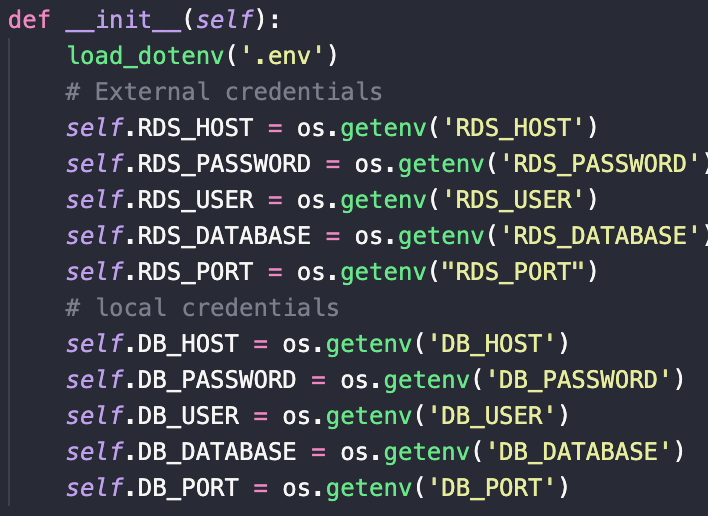 def __init__(self):
load_dotenv('.env')
# External credentials
self.RDS_HOST = os.getenv('RDS_HOST')
self.RDS_PASSWORD = os.getenv('RDS_PASSWORD')
self.RDS_USER = os.getenv('RDS_USER')
self.RDS_DATABASE = os.getenv('RDS_DATABASE')
self.RDS_PORT = os.getenv("RDS_PORT")
# local credentials
self.DB_HOST = os.getenv('DB_HOST')
self.DB_PASSWORD = os.getenv('DB_PASSWORD')
self.DB_USER = os.getenv('DB_USER')
self.DB_DATABASE = os.getenv('DB_DATABASE')
self.DB_PORT = os.getenv('DB_PORT')